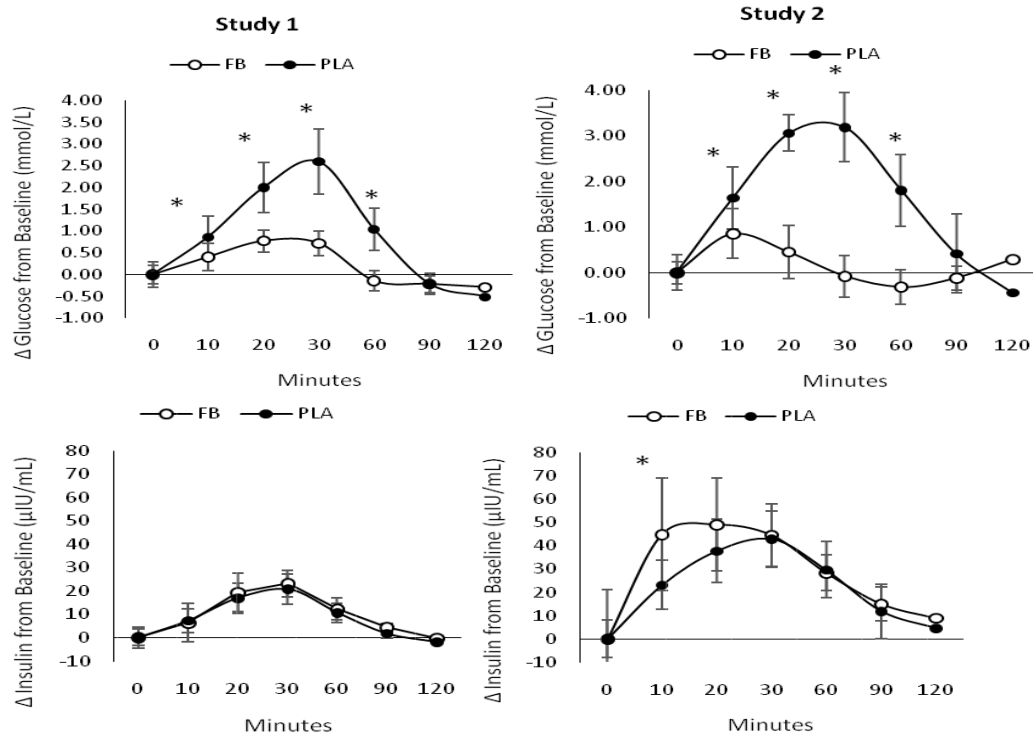 Study 1
FB PLA
*
*
*
*
4.00
3.50
3.00
2.50
2.00
1.50
1.00
0.50
0.00
-0.50
-1.00
Δ Glucose from Baseline (mmol/L)
0 10 20 30 60 90 120
Minutes
Study 2
FB PLA
*
*
*
*
4.00
3.00
2.00
1.00
0.00
-1.00
Δ GLucose from Baseline (mmol/L)
0 10 20 30 60 90 120
Minutes
FB PLA
80
70
60
50
40
30
20
10
0
-10
Δ Insulin from Baseline (μIU/mL)
0 10 20 30 60 90 120
Minutes
FB PLA
*
80
70
60
50
40
30
20
10
0
-10
Δ Insulin from Baseline (μIU/mL)
0 10 20 30 60 90 120
Minutes